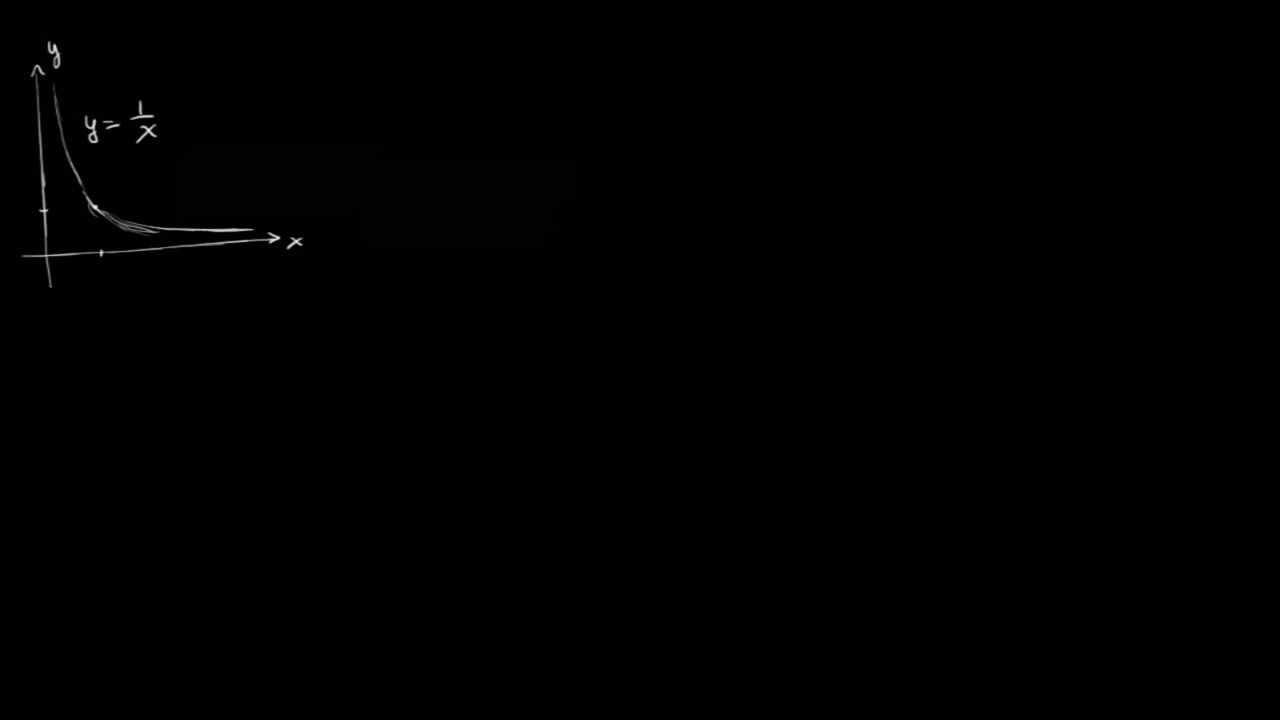 y
y = 1/x
x